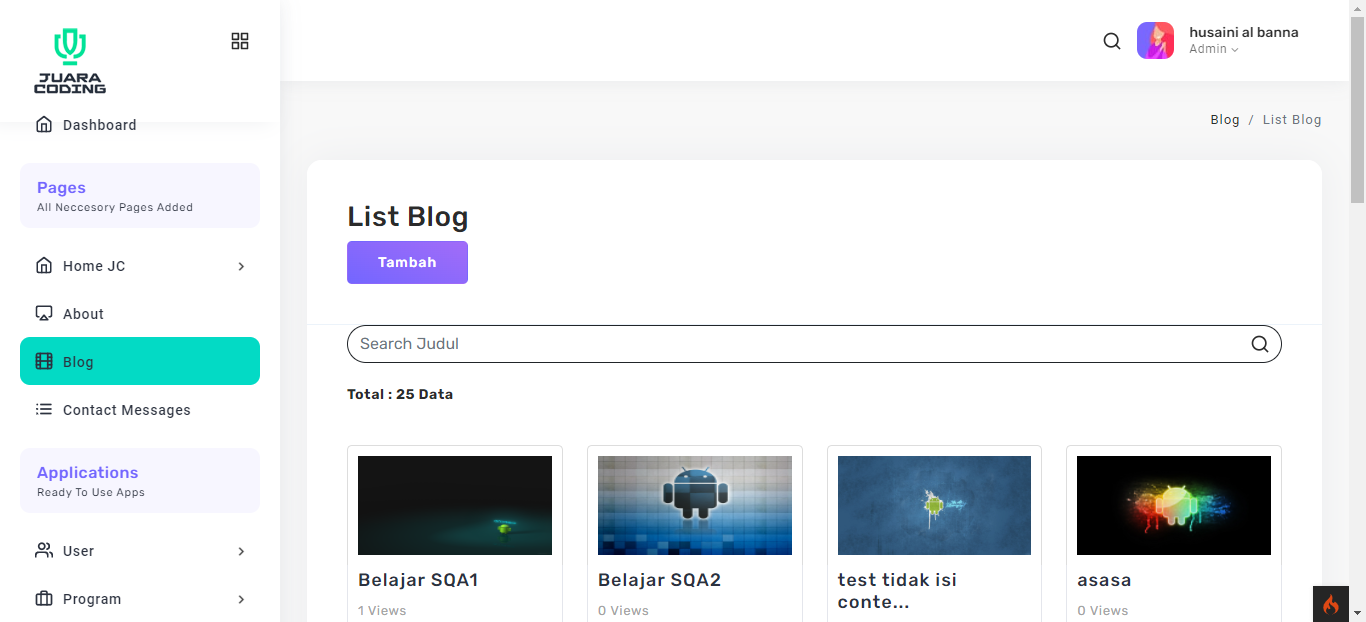 JUARA
CODING
husaini al banna
Admin
Dashboard
Blog / List Blog
Pages
All Neccesory Pages Added
Home JC
About
Blog
Contact Messages
Applications
Ready To Use Apps
User
Program
List Blog
Tambah
Search Judul
Total : 25 Data
Belajar SQA1
1 Views
Belajar SQA2
0 Views
test tidak isi
conte...
asasa
0 Views